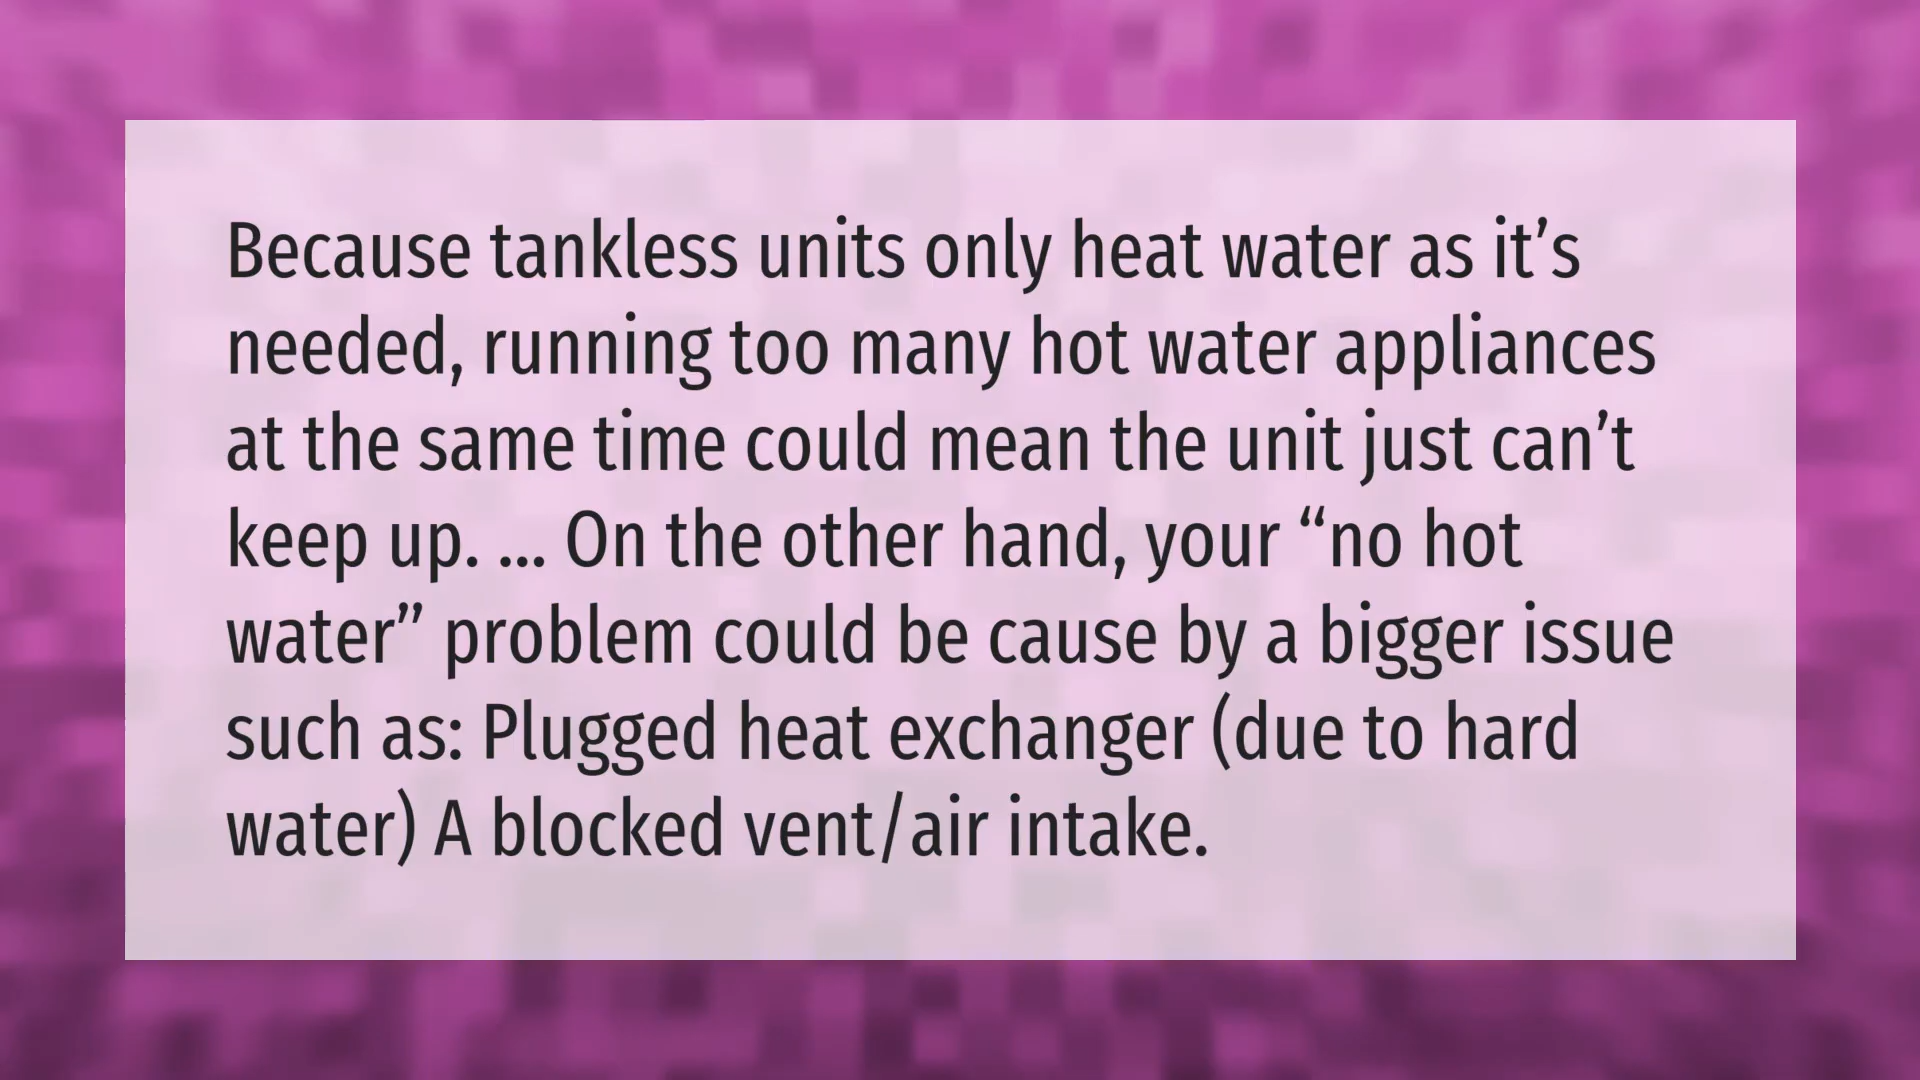 Because tankless units only heat water as it’s
needed, running too many hot water appliances
at the same time could mean the unit just can’t
keep up. ... On the other hand, your “no hot
water” problem could be cause by a bigger issue
such as: Plugged heat exchanger (due to hard
water) A blocked vent/air intake.